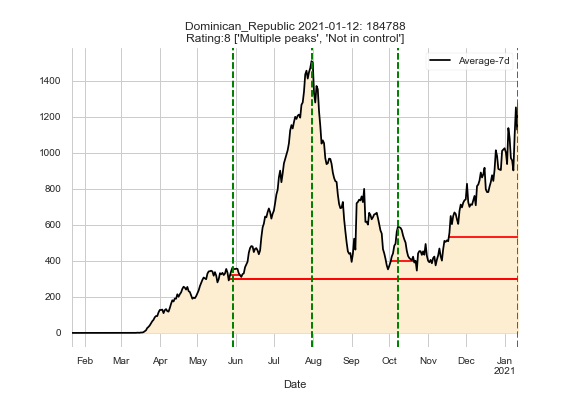 Dominican_Republic 2021-01-12: 184788
Rating:8 ['Multiple peaks', 'Not in control']
Average-7d
1400
1200
1000
800
600
400
200
0
Feb Mar Apr May Jun Jul Aug Sep Oct Nov Dec Jan
2021
Date